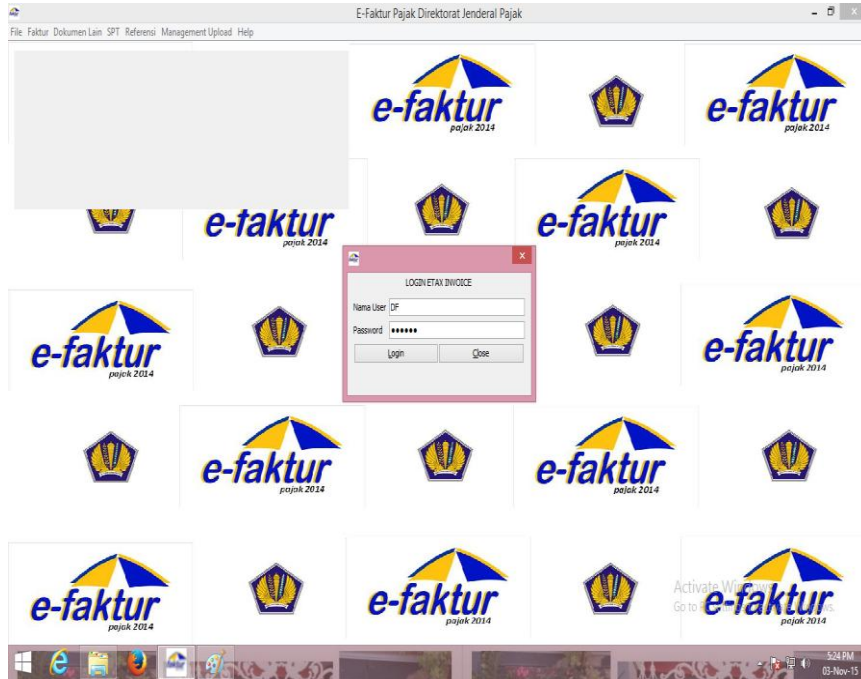 E-Faktur Pajak Direktorat Jenderal Pajak
File Faktur Dokumen Lain SPT Referensi Management Upload Help
e-faktur
pajak 2014
e-faktur
pajak 2014
e-faktur
pajak 2014
e-faktur
pajak 2014
LOGIN ETAX INVOICE
Nama User DF
Password ••••••
Login Close
e-faktur
pajak 2014
e-faktur
pajak 2014
e-faktur
pajak 2014
e-faktur
pajak 2014
e-faktur
pajak 2014
e-faktur
pajak 2014
e-faktur
pajak 2014
Activate Windows
Go to
5:24 PM
03-Nov-15